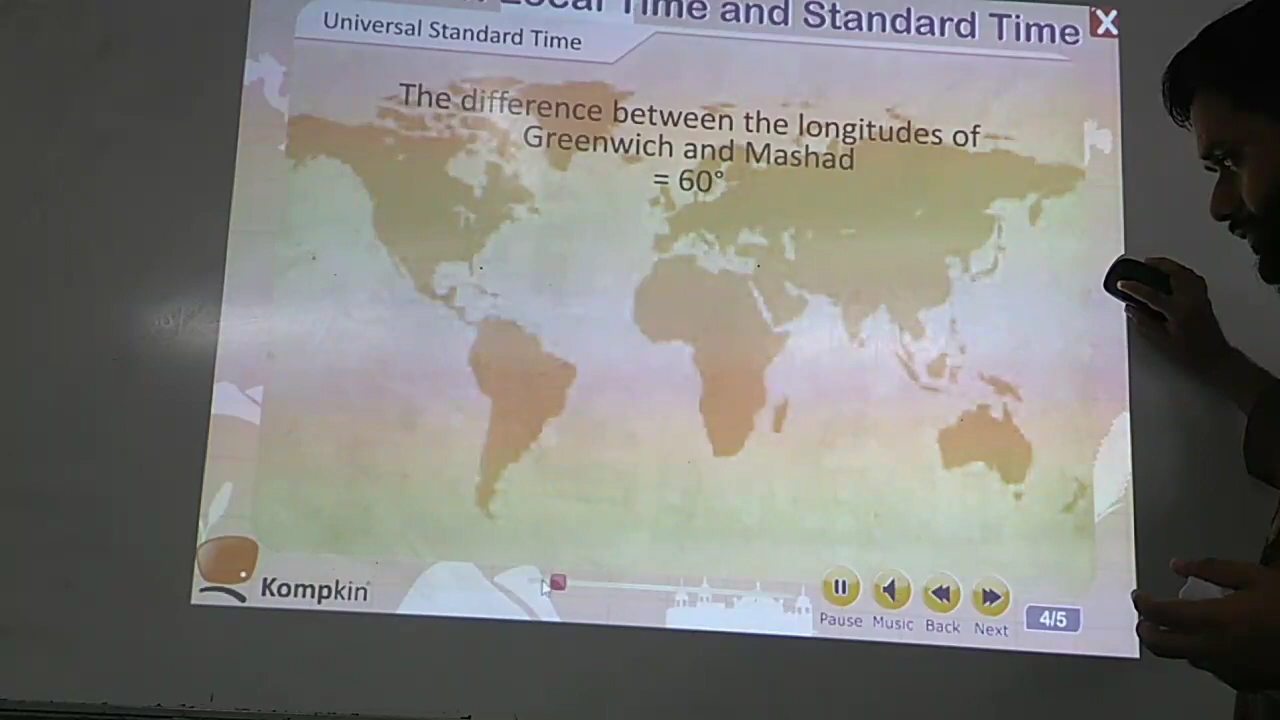 Local Time and Standard Time
X
Universal Standard Time
The difference between the longitudes of
Greenwich and Mashad
= 60°
Kompkin
Pause Music Back Next
4/5